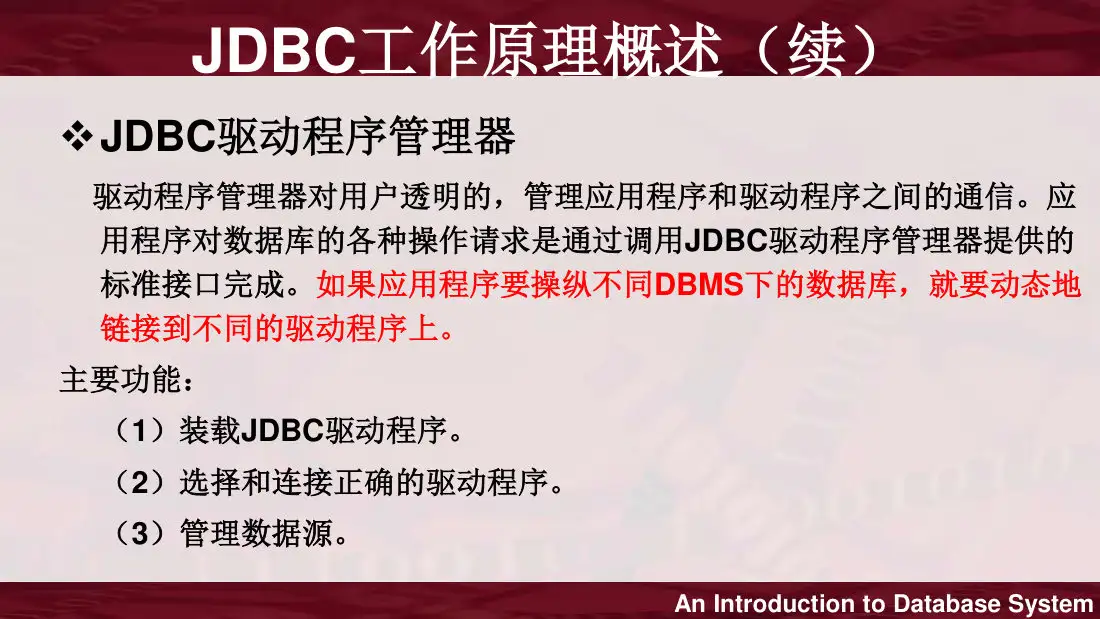 JDBC工作原理概述（续）
❖JDBC驱动程序管理器
驱动程序管理器对用户透明的，管理应用程序和驱动程序之间的通信。应
用程序对数据库的各种操作请求是通过调用JDBC驱动程序管理器提供的
标准接口完成。如果应用程序要操纵不同DBMS下的数据库，就要动态地
链接到不同的驱动程序上。
主要功能：
（1）装载JDBC驱动程序。
（2）选择和连接正确的驱动程序。
（3）管理数据源。
An Introduction to Database System